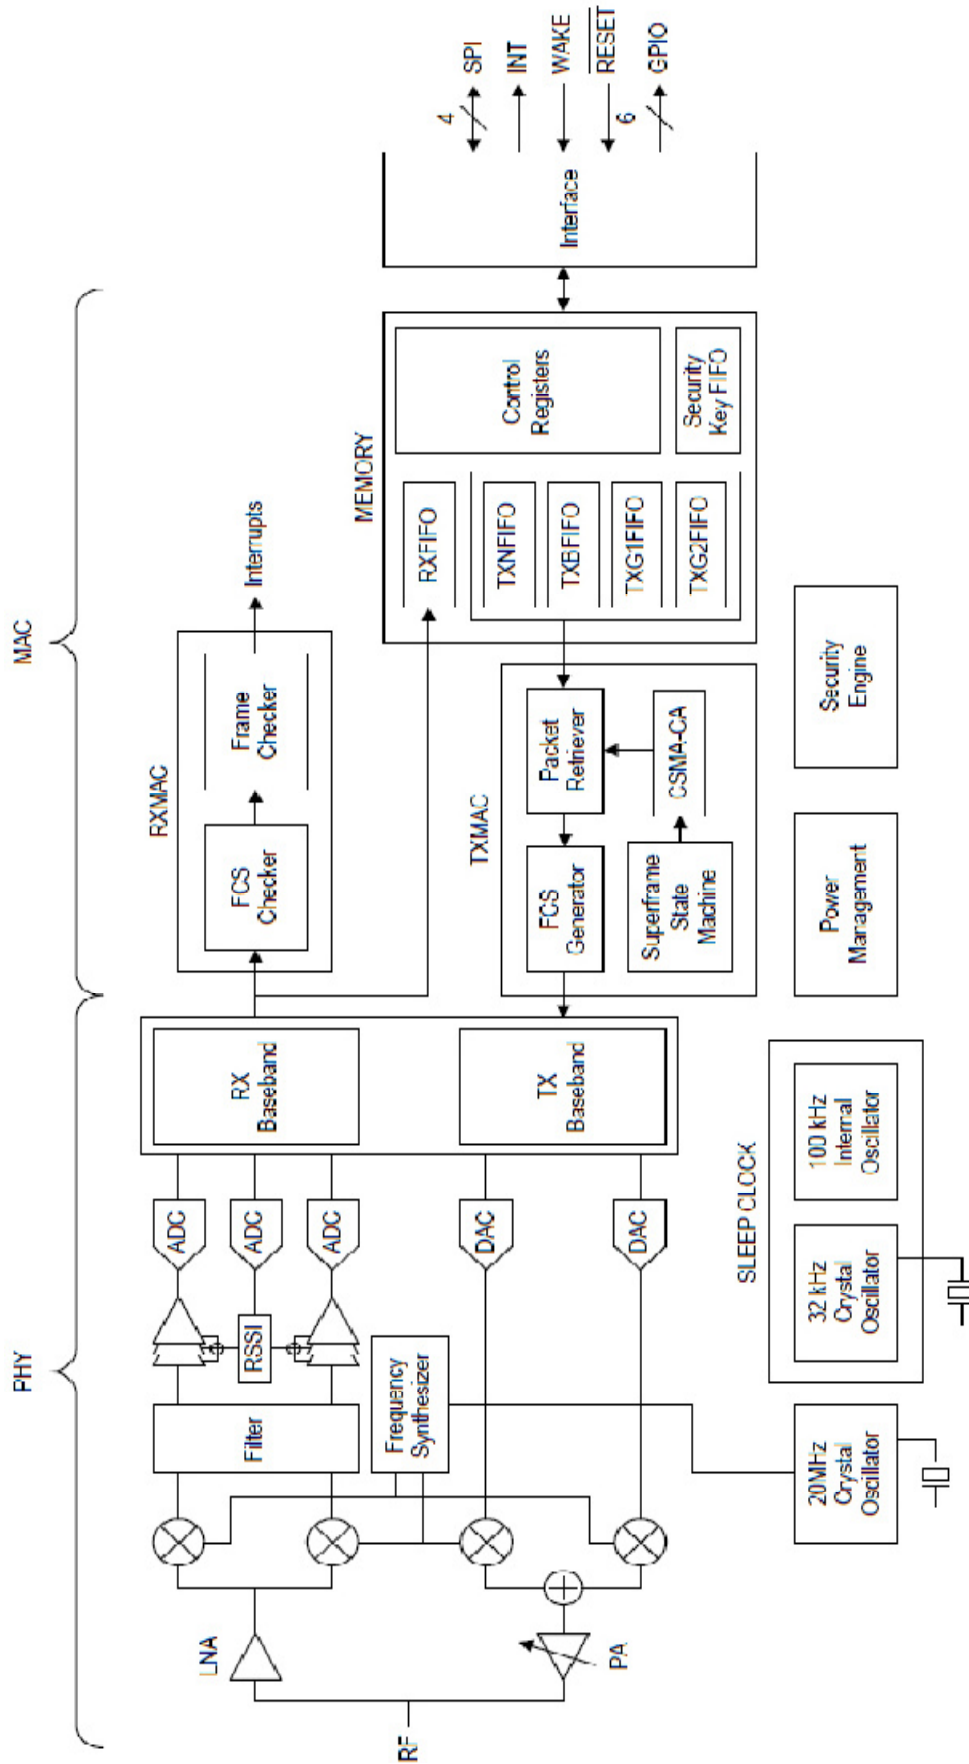 PHY
MAC
RF
LNA
PA
Filter
Frequency
Synthesizer
RSSI
ADC
ADC
ADC
DAC
DAC
RX
Baseband
TX
Baseband
RXMAC
FCS
Checker
Frame
Checker
Interrupts
TXMAC
FCS
Generator
Packet
Retriever
Superframe
State
Machine
CSMA-CA
MEMORY
RXFIFO
TXNFIFO
TXBFIFO
TXG1FIFO
TXG2FIFO
Control
Registers
Security
Key FIFO
Interface
4
SPI
INT
WAKE
RESET
6
GPIO
20MHz
Crystal
Oscillator
SLEEP CLOCK
32 kHz
Crystal
Oscillator
100 kHz
Internal
Oscillator
Power
Management
Security
Engine